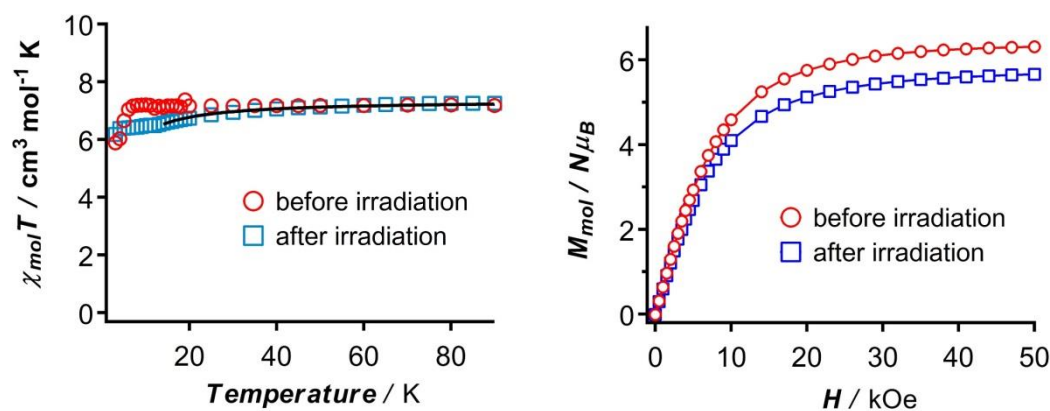 10
8
6
4
2
0
χmolT / cm³ mol⁻¹ K
before irradiation
after irradiation
20 40 60 80
Temperature / K
6
4
2
0
Mmol / NμB
before irradiation
after irradiation
0 10 20 30 40 50
H / kOe